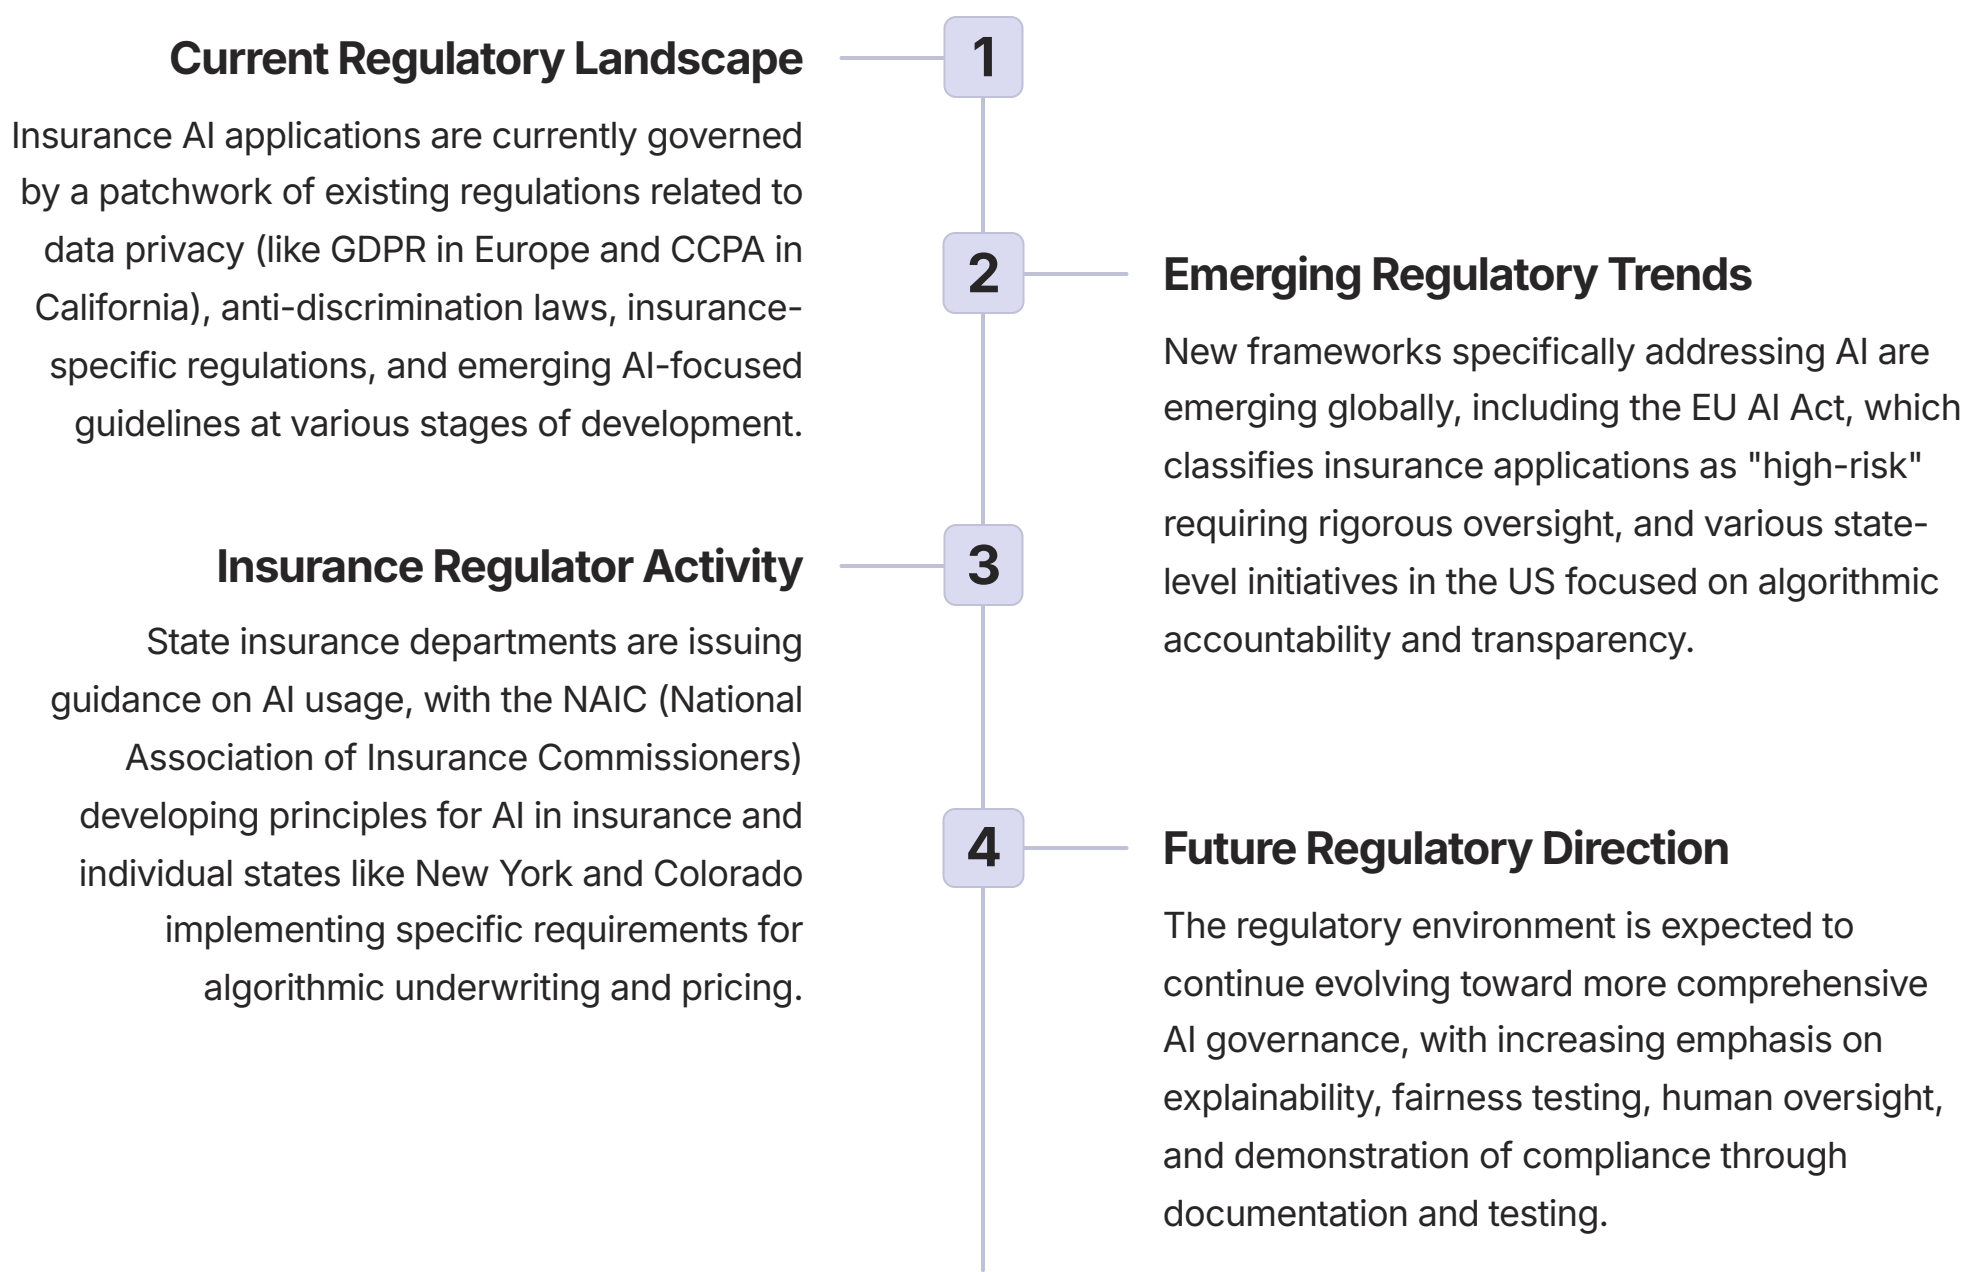 1
Current Regulatory Landscape
Insurance AI applications are currently governed
by a patchwork of existing regulations related to
data privacy (like GDPR in Europe and CCPA in
California), anti-discrimination laws, insurance-
specific regulations, and emerging AI-focused
guidelines at various stages of development.
2
Emerging Regulatory Trends
New frameworks specifically addressing AI are
emerging globally, including the EU AI Act, which
classifies insurance applications as "high-risk"
requiring rigorous oversight, and various state-
level initiatives in the US focused on algorithmic
accountability and transparency.
3
Insurance Regulator Activity
State insurance departments are issuing
guidance on AI usage, with the NAIC (National
Association of Insurance Commissioners)
developing principles for AI in insurance and
individual states like New York and Colorado
implementing specific requirements for
algorithmic underwriting and pricing.
4
Future Regulatory Direction
The regulatory environment is expected to
continue evolving toward more comprehensive
AI governance, with increasing emphasis on
explainability, fairness testing, human oversight,
and demonstration of compliance through
documentation and testing.